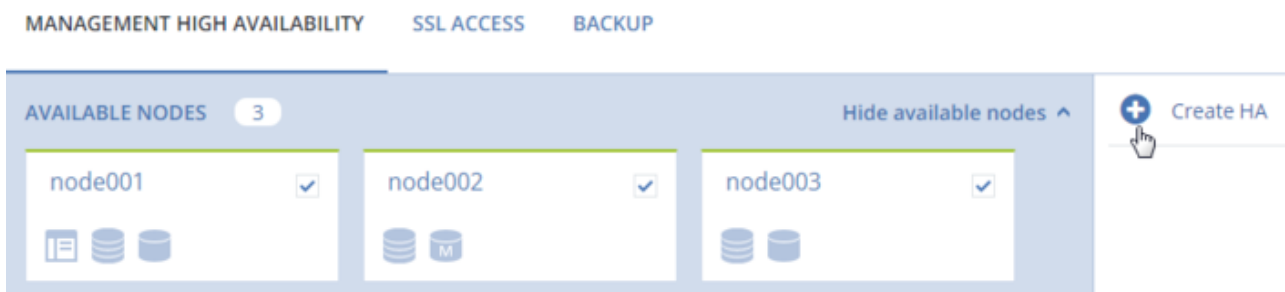 MANAGEMENT HIGH AVAILABILITY SSL ACCESS BACKUP
AVAILABLE NODES 3 Hide available nodes Create HA
node001 node002 node003
M